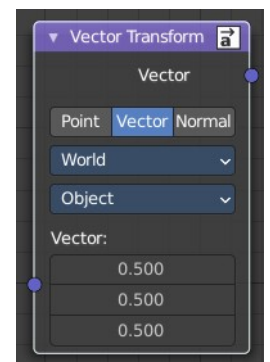 Vector Transform
Vector
Point Vector Normal
World
Object
Vector:
0.500
0.500
0.500